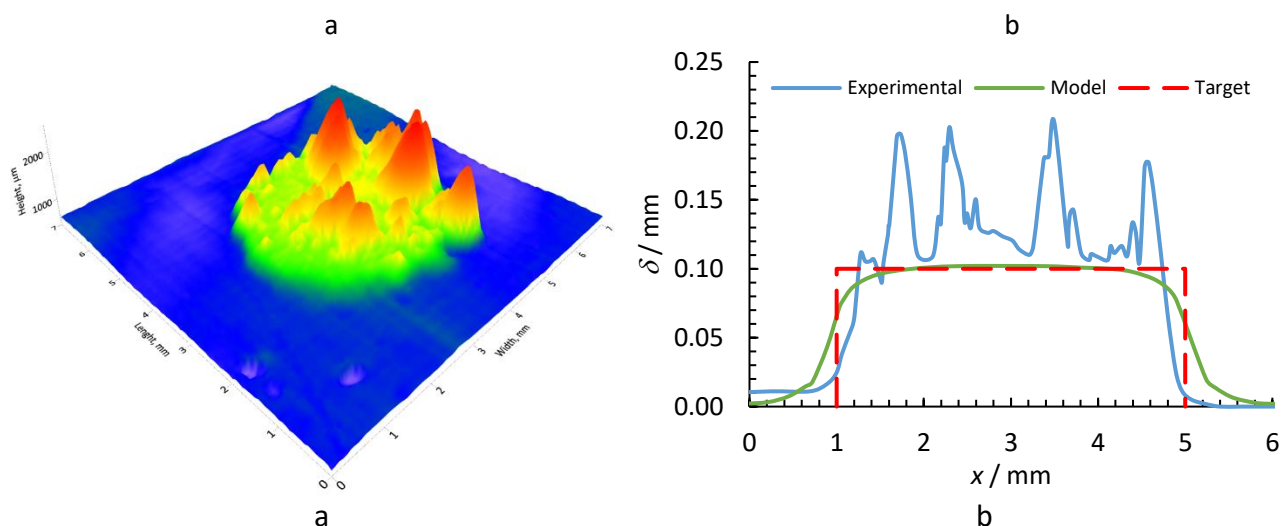 a
b
Height, µm
2000
1000
7
6
5
4
3
2
1
0
Lenght, mm
0
1
2
3
4
5
6
7
Width, mm
Experimental
Model
Target
δ / mm
0.25
0.20
0.15
0.10
0.05
0.00
0 1 2 3 4 5 6
x / mm
a
b